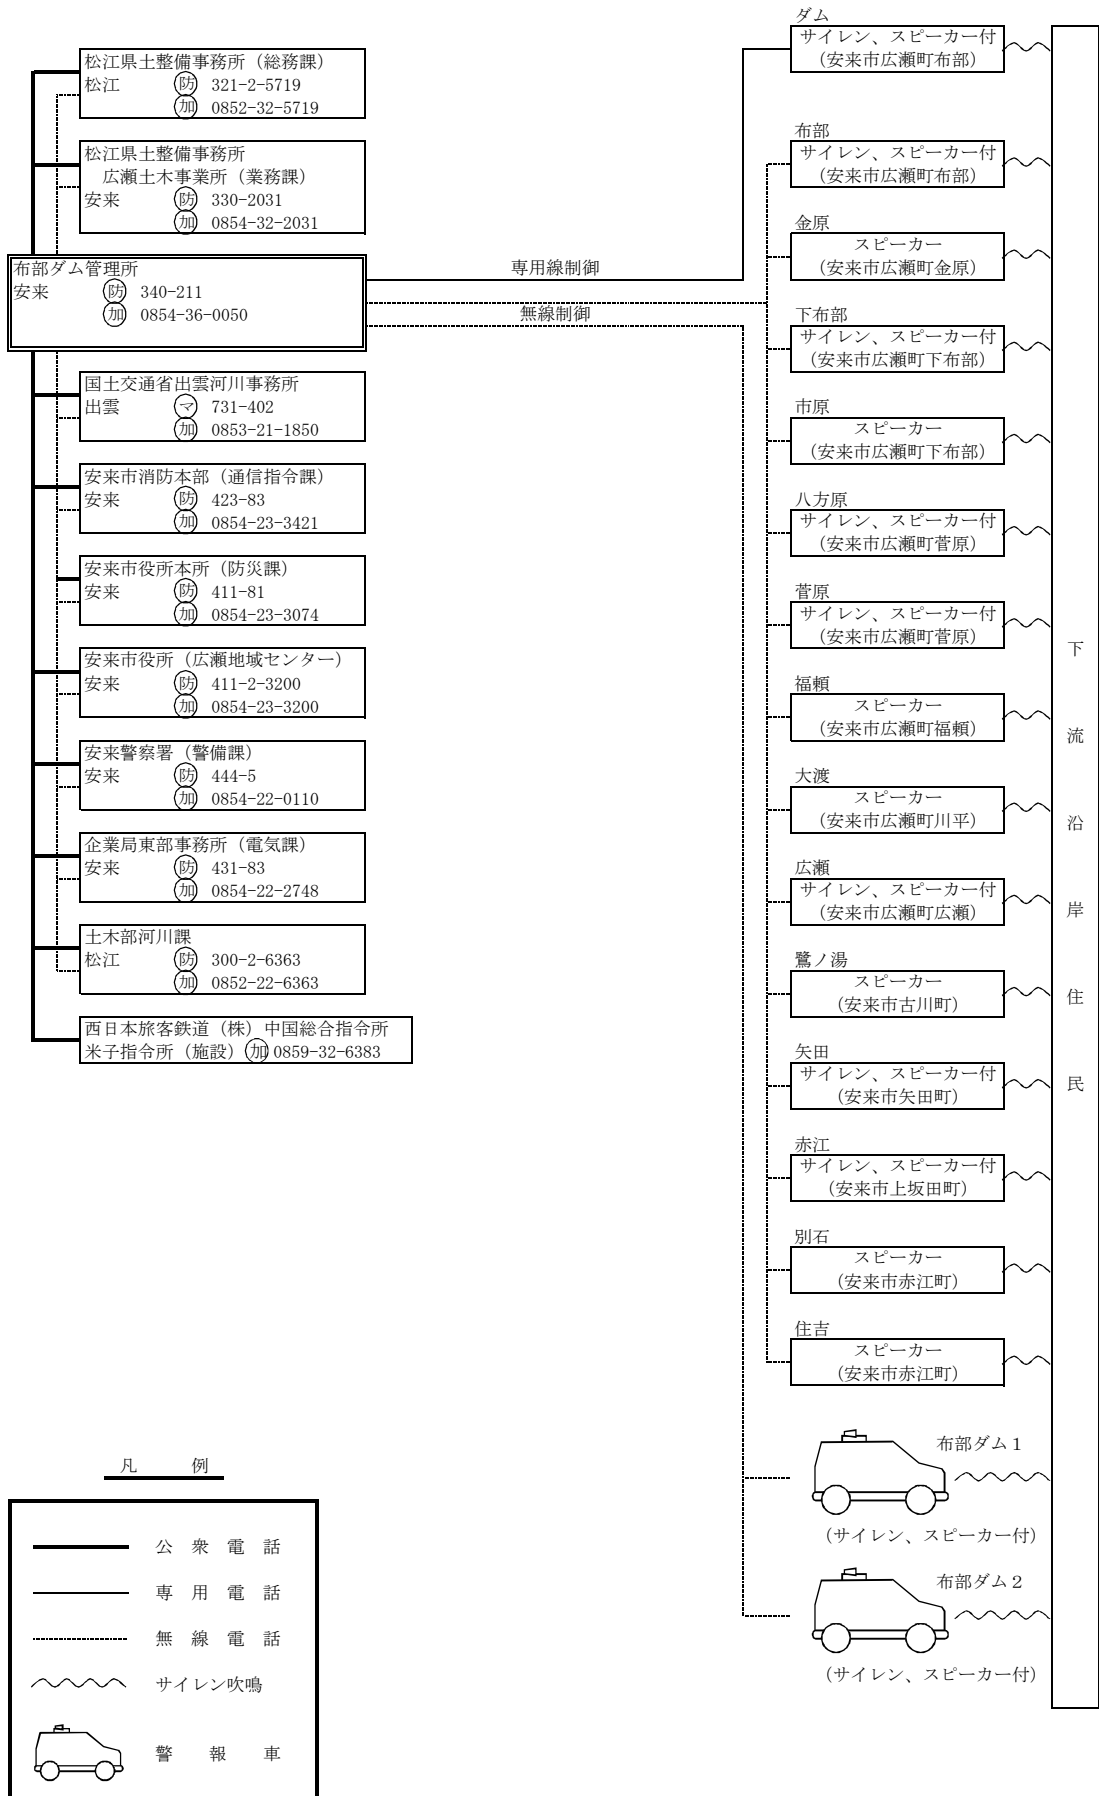 松江県土整備事務所（総務課）
松江 防 321-2-5719
加 0852-32-5719
松江県土整備事務所
広瀬土木事業所（業務課）
安来 防 330-2031
加 0854-32-2031
布部ダム管理所
安来 防 340-211
加 0854-36-0050
国土交通省出雲河川事務所
出雲 マ 731-402
加 0853-21-1850
安来市消防本部（通信指令課）
安来 防 423-83
加 0854-23-3421
安来市役所本所（防災課）
安来 防 411-81
加 0854-23-3074
安来市役所（広瀬地域センター）
安来 防 411-2-3200
加 0854-23-3200
安来警察署（警備課）
安来 防 444-5
加 0854-22-0110
企業局東部事務所（電気課）
安来 防 431-83
加 0854-22-2748
土木部河川課
松江 防 300-2-6363
加 0852-22-6363
西日本旅客鉄道（株）中国総合指令所
米子指令所（施設）加 0859-32-6383
専用線制御
無線制御
ダム
サイレン、スピーカー付
（安来市広瀬町布部）
布部
サイレン、スピーカー付
（安来市広瀬町布部）
金原
スピーカー
（安来市広瀬町金原）
下布部
サイレン、スピーカー付
（安来市広瀬町下布部）
市原
スピーカー
（安来市広瀬町下布部）
八方原
サイレン、スピーカー付
（安来市広瀬町菅原）
菅原
サイレン、スピーカー付
（安来市広瀬町菅原）
福頼
スピーカー
（安来市広瀬町福頼）
大渡
スピーカー
（安来市広瀬町川平）
広瀬
サイレン、スピーカー付
（安来市広瀬町広瀬）
鷺ノ湯
スピーカー
（安来市古川町）
矢田
サイレン、スピーカー付
（安来市矢田町）
赤江
サイレン、スピーカー付
（安来市上坂田町）
別石
スピーカー
（安来市赤江町）
住吉
スピーカー
（安来市赤江町）
布部ダム１
（サイレン、スピーカー付）
布部ダム２
（サイレン、スピーカー付）
下流沿岸住民
凡 例
公衆電話
専用電話
無線電話
サイレン吹鳴
警報車